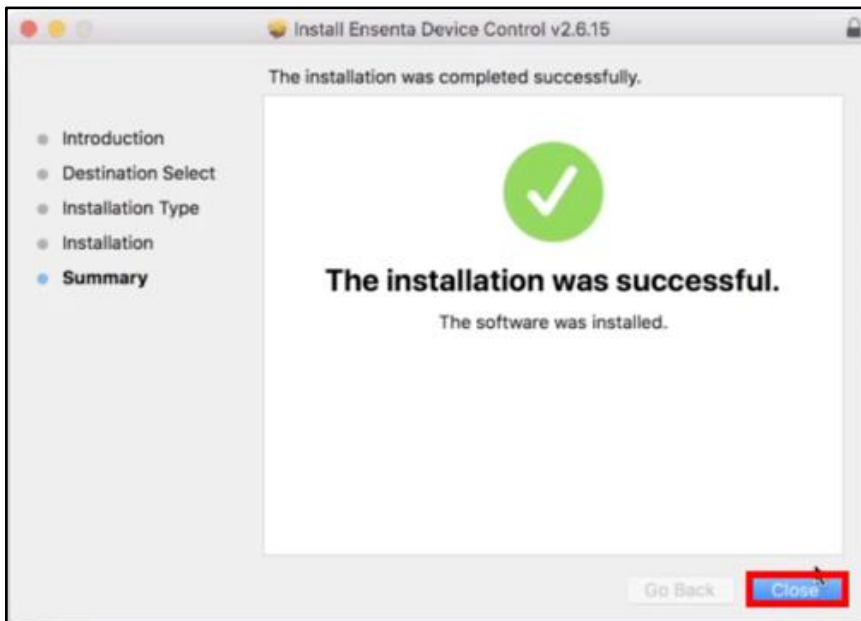 Install Ensenta Device Control v2.6.15
The installation was completed successfully.
Introduction
Destination Select
Installation Type
Installation
Summary
The installation was successful.
The software was installed.
Go Back
Close